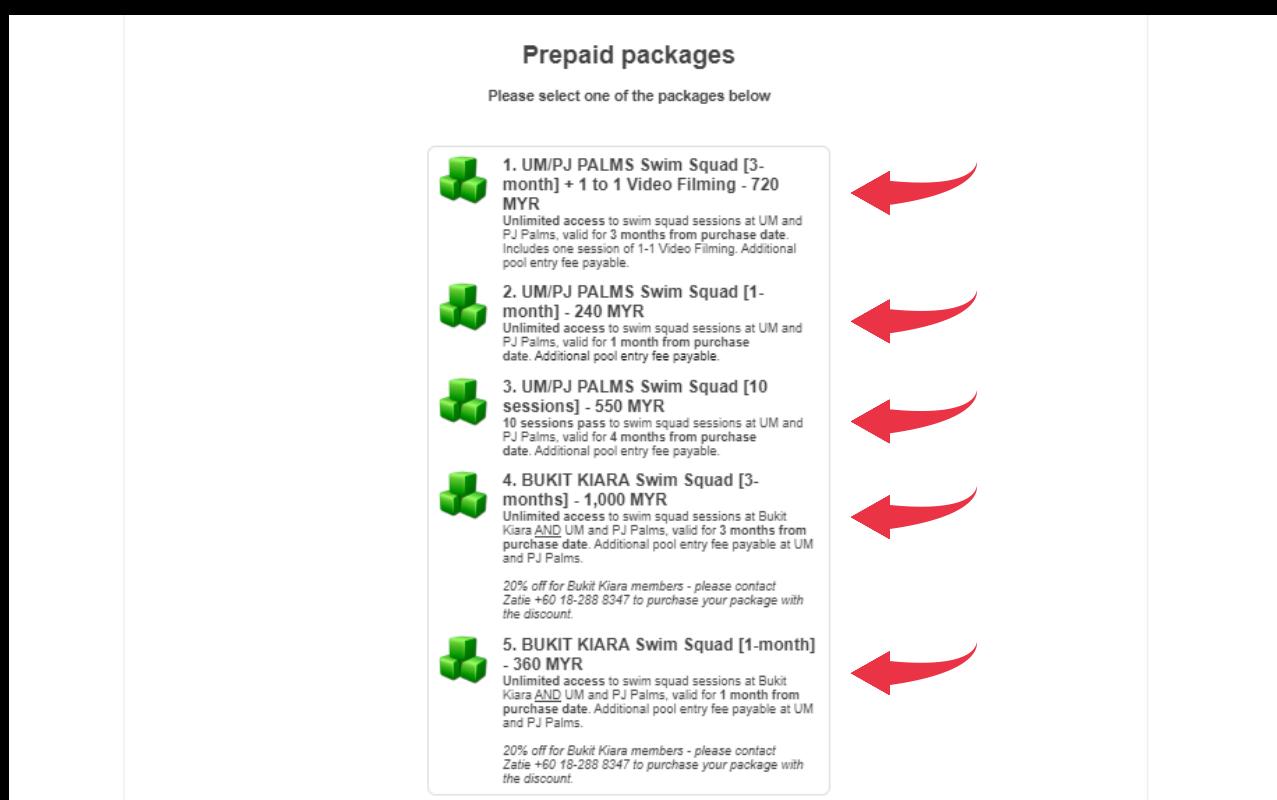 Prepaid packages
Please select one of the packages below
1. UM/PJ PALMS Swim Squad [3-
month] + 1 to 1 Video Filming - 720
MYR
Unlimited access to swim squad sessions at UM and
PJ Palms, valid for 3 months from purchase date.
Includes one session of 1-1 Video Filming. Additional
pool entry fee payable.
2. UM/PJ PALMS Swim Squad [1-
month] - 240 MYR
Unlimited access to swim squad sessions at UM and
PJ Palms, valid for 1 month from purchase
date. Additional pool entry fee payable.
3. UM/PJ PALMS Swim Squad [10
sessions] - 550 MYR
10 sessions pass to swim squad sessions at UM and
PJ Palms, valid for 4 months from purchase
date. Additional pool entry fee payable.
4. BUKIT KIARA Swim Squad [3-
months] - 1,000 MYR
Unlimited access to swim squad sessions at Bukit
Kiara AND UM and PJ Palms, valid for 3 months from
purchase date. Additional pool entry fee payable at UM
and PJ Palms.
20% off for Bukit Kiara members - please contact
Zatie +60 18-288 8347 to purchase your package with
the discount.
5. BUKIT KIARA Swim Squad [1-month]
- 360 MYR
Unlimited access to swim squad sessions at Bukit
Kiara AND UM and PJ Palms, valid for 1 month from
purchase date. Additional pool entry fee payable at UM
and PJ Palms.
20% off for Bukit Kiara members - please contact
Zatie +60 18-288 8347 to purchase your package with
the discount.